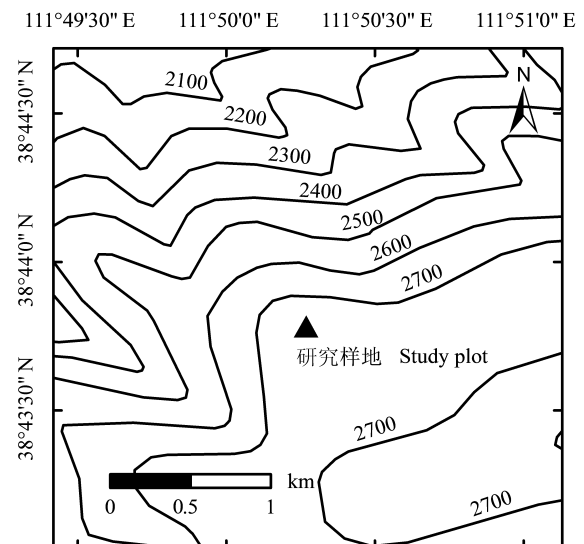 111°49'30" E 111°50'0" E 111°50'30" E 111°51'0" E
38°44'30" N
38°44'0" N
38°43'30" N
N
2100
2200
2300
2400
2500
2600
2700
研究样地 Study plot
2700
2700
km
0 0.5 1